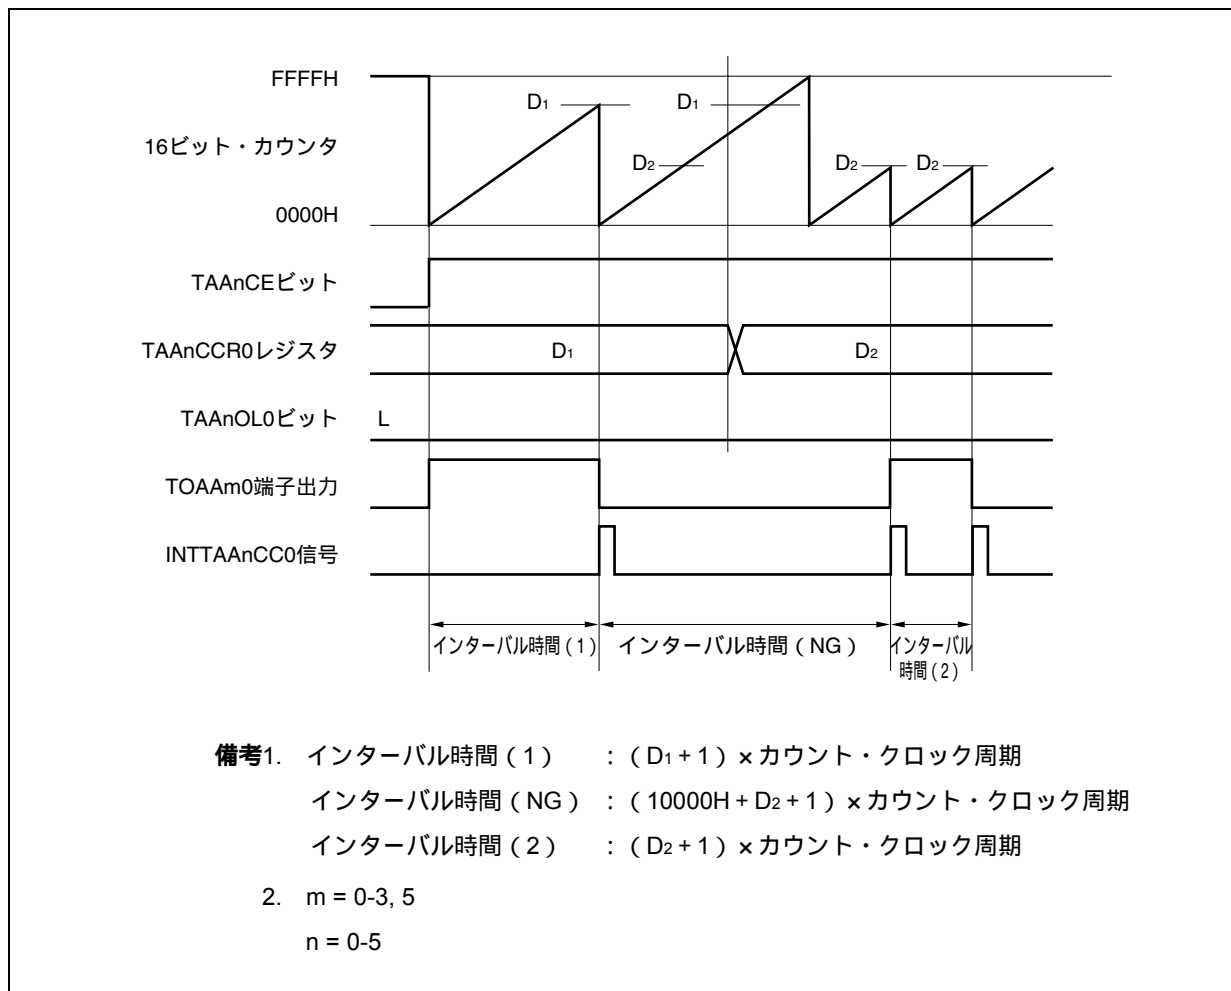 FFFFH
D1 D1
16ビット・カウンタ
D2 D2 D2
0000H
TAAnCEビット
TAAnCCR0レジスタ D1 D2
TAAnOL0ビット L
TOAAm0端子出力
INTTAAnCC0信号
インターバル時間(1) インターバル時間(NG) インターバル
時間(2)
備考1. インターバル時間(1) :(D1+1)×カウント・クロック周期
インターバル時間(NG) :(10000H+D2+1)×カウント・クロック周期
インターバル時間(2) :(D2+1)×カウント・クロック周期
2. m = 0-3, 5
n = 0-5